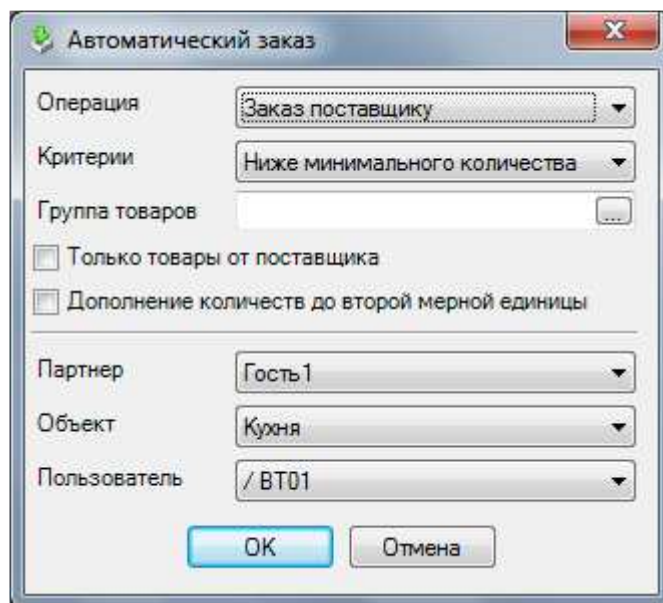 Автоматический заказ
Операция Заказ поставщику
Критерии Ниже минимального количества
Группа товаров ...
Только товары от поставщика
Дополнение количеств до второй мерной единицы
Партнер Гость1
Объект Кухня
Пользователь / BT01
OK Отмена